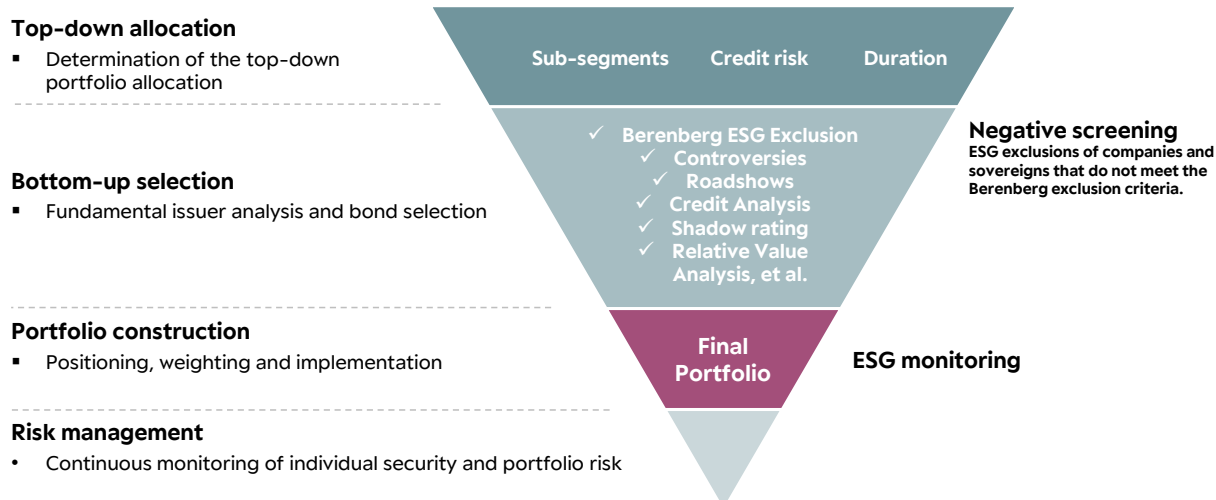 Top-down allocation
▪ Determination of the top-down
portfolio allocation
Sub-segments Credit risk Duration
Bottom-up selection
▪ Fundamental issuer analysis and bond selection
✓ Berenberg ESG Exclusion
✓ Controversies
✓ Roadshows
✓ Credit Analysis
✓ Shadow rating
✓ Relative Value
Analysis, et al.
Negative screening
ESG exclusions of companies and
sovereigns that do not meet the
Berenberg exclusion criteria.
Portfolio construction
▪ Positioning, weighting and implementation
Final
Portfolio
ESG monitoring
Risk management
• Continuous monitoring of individual security and portfolio risk